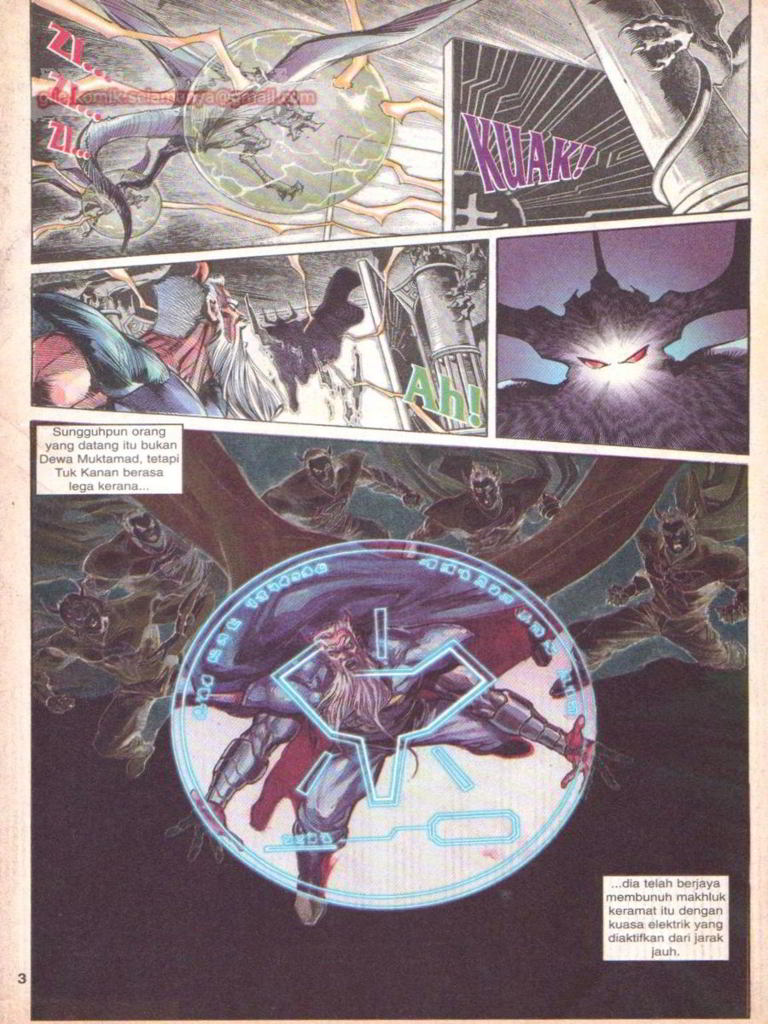 ZI...
ZI...
ZI...
KUAK!
Ah!
Sungguhpun orang
yang datang itu bukan
Dewa Muktamad, tetapi
Tuk Kanan berasa
lega kerana...
...dia telah berjaya
membunuh makhluk
keramat itu dengan
kuasa elektrik yang
diaktifkan dari jarak
jauh.
3